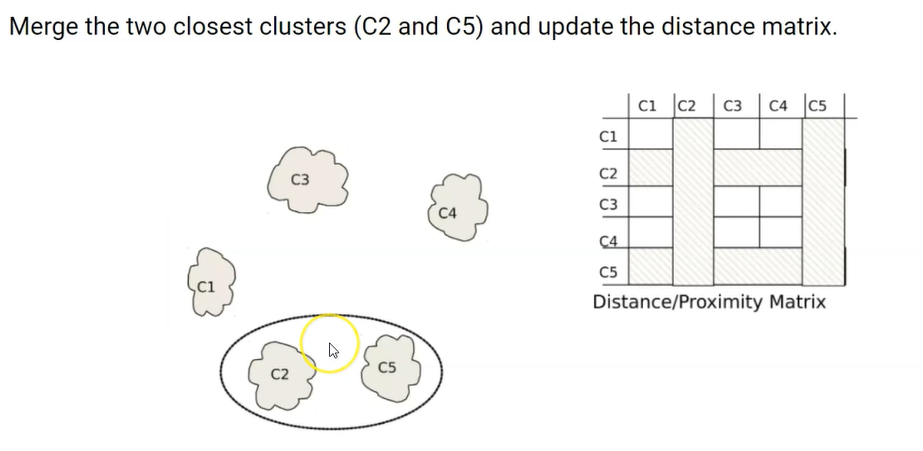 Merge the two closest clusters (C2 and C5) and update the distance matrix.
C1 C2 C3 C4 C5
C1
C2
C3
C4
C5
Distance/Proximity Matrix
C3
C4
C1
C2
C5